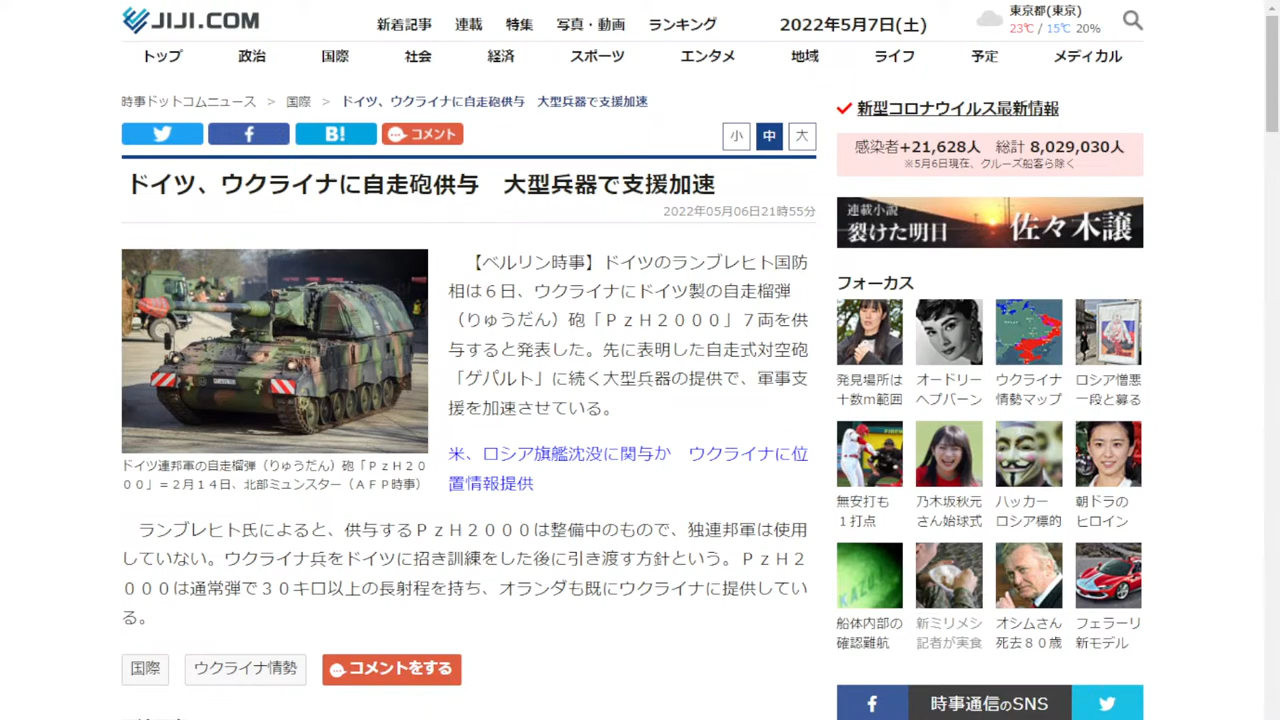 JIJI.COM
新着記事 連載 特集 写真・動画 ランキング
2022年5月7日(土)
東京都(東京)
23℃ / 15℃ 20%
トップ 政治 国際 社会 経済 スポーツ エンタメ 地域 ライフ 予定 メディカル
時事ドットコムニュース > 国際 > ドイツ、ウクライナに自走砲供与 大型兵器で支援加速
B! コメント
小 中 大
ドイツ、ウクライナに自走砲供与 大型兵器で支援加速
2022年05月06日21時55分
【ベルリン時事】ドイツのランブレヒト国防
相は６日、ウクライナにドイツ製の自走榴弾
（りゅうだん）砲「ＰｚＨ２０００」７両を供
与すると発表した。先に表明した自走式対空砲
「ゲパルト」に続く大型兵器の提供で、軍事支
援を加速させている。
米、ロシア旗艦沈没に関与か ウクライナに位
置情報提供
ドイツ連邦軍の自走榴弾（りゅうだん）砲「ＰｚＨ２０
００」＝２月１４日、北部ミュンスター（ＡＦＰ時事）
ランブレヒト氏によると、供与するＰｚＨ２０００は整備中のもので、独連邦軍は使用
していない。ウクライナ兵をドイツに招き訓練をした後に引き渡す方針という。ＰｚＨ２
０００は通常弾で３０キロ以上の長射程を持ち、オランダも既にウクライナに提供してい
る。
国際 ウクライナ情勢 コメントをする
新型コロナウイルス最新情報
感染者+21,628人 総計 8,029,030人
※5月6日現在、クルーズ船客ら除く
連載小説
裂けた明日 佐々木譲
フォーカス
発見場所は
十数ｍ範囲
オードリー
ヘプバーン
ウクライナ
情勢マップ
ロシア憎悪
一段と募る
無安打も
１打点
乃木坂秋元
さん始球式
ハッカー
ロシア標的
朝ドラの
ヒロイン
船体内部の
確認難航
新ミリメシ
記者が実食
オシムさん
死去８０歳
フェラーリ
新モデル
時事通信のSNS